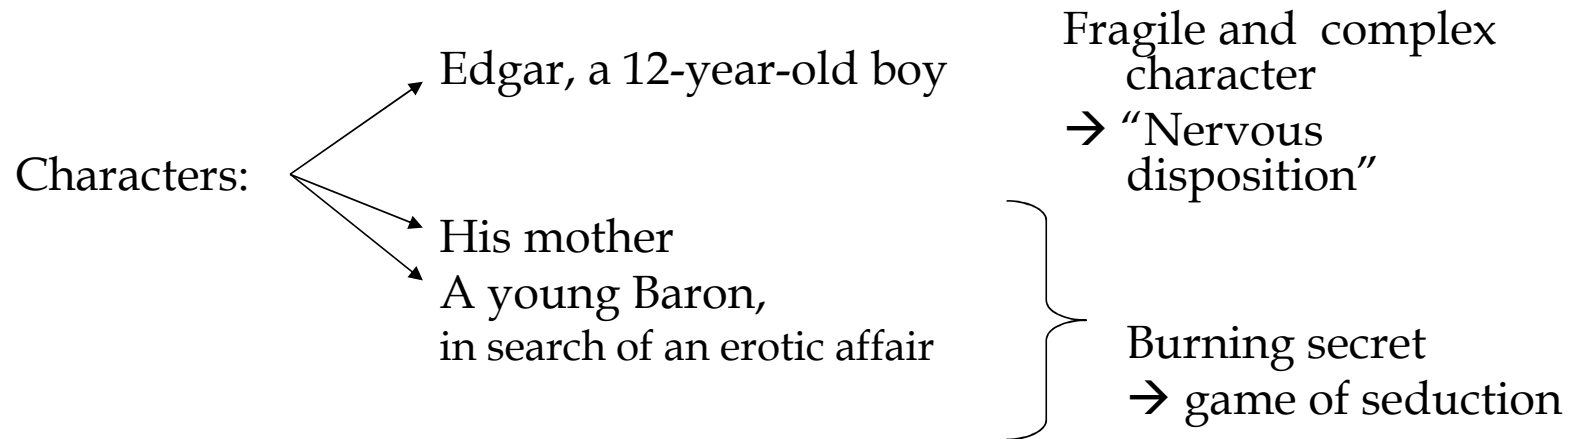 Characters:
Edgar, a 12-year-old boy
Fragile and complex
character
→ “Nervous
disposition”
His mother
A young Baron,
in search of an erotic affair
Burning secret
→ game of seduction